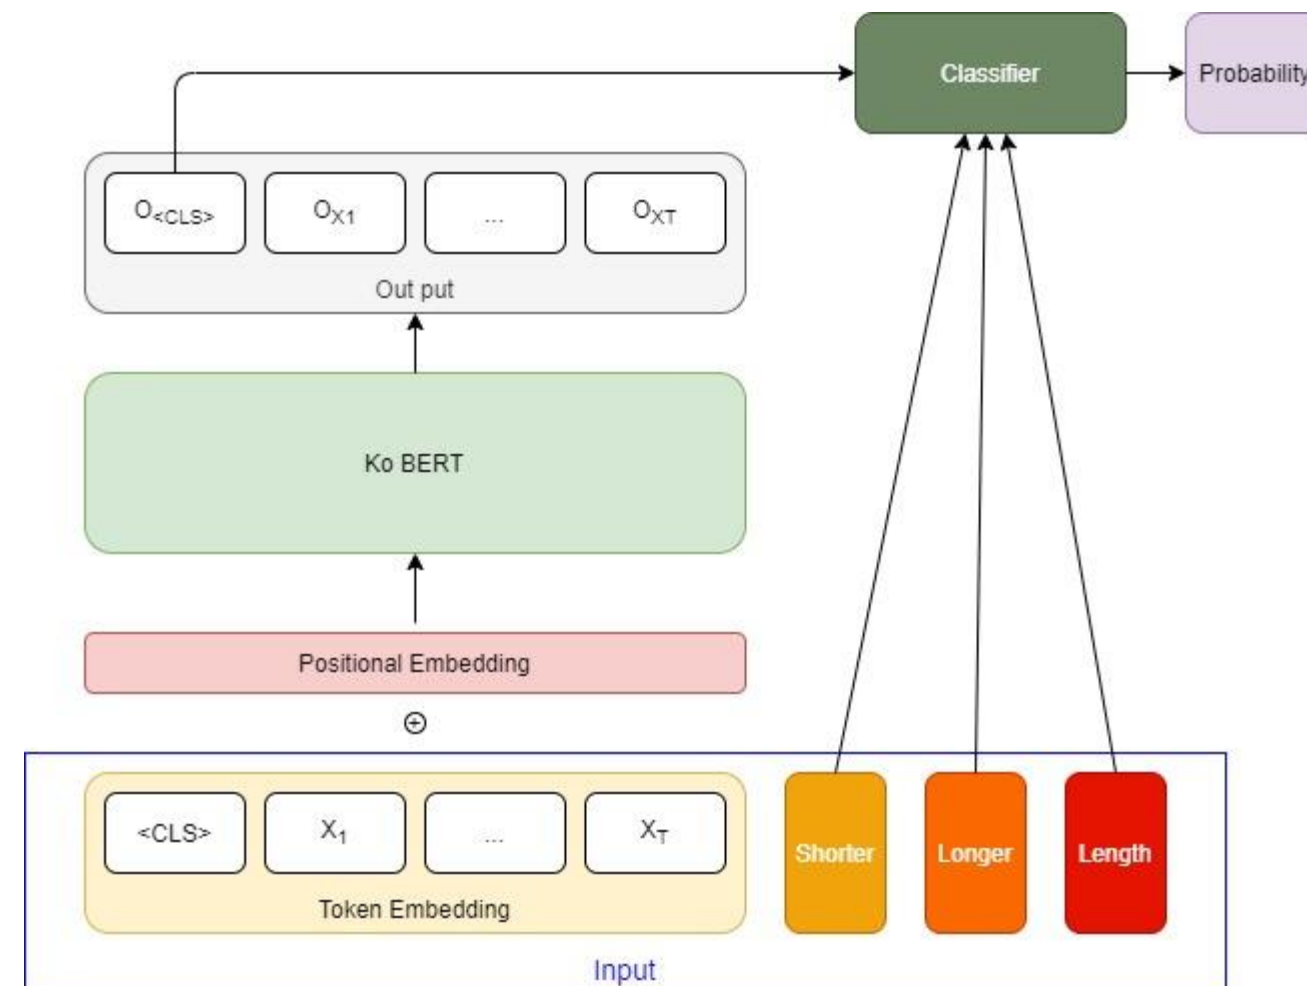 Classifier
Probability
O<CLS>
OX1
...
OXT
Out put
Ko BERT
Positional Embedding
<CLS>
X1
...
XT
Shorter
Longer
Length
Token Embedding
Input